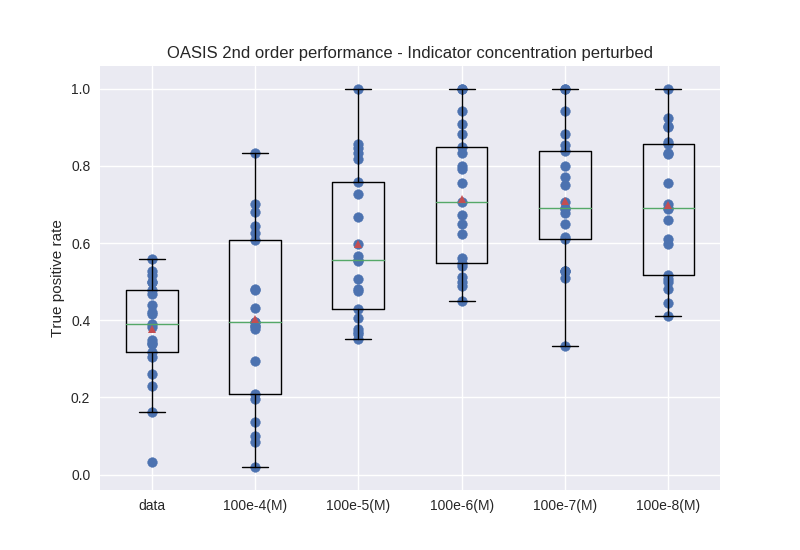 OASIS 2nd order performance - Indicator concentration perturbed
True positive rate
1.0
0.8
0.6
0.4
0.2
0.0
data 100e-4(M) 100e-5(M) 100e-6(M) 100e-7(M) 100e-8(M)